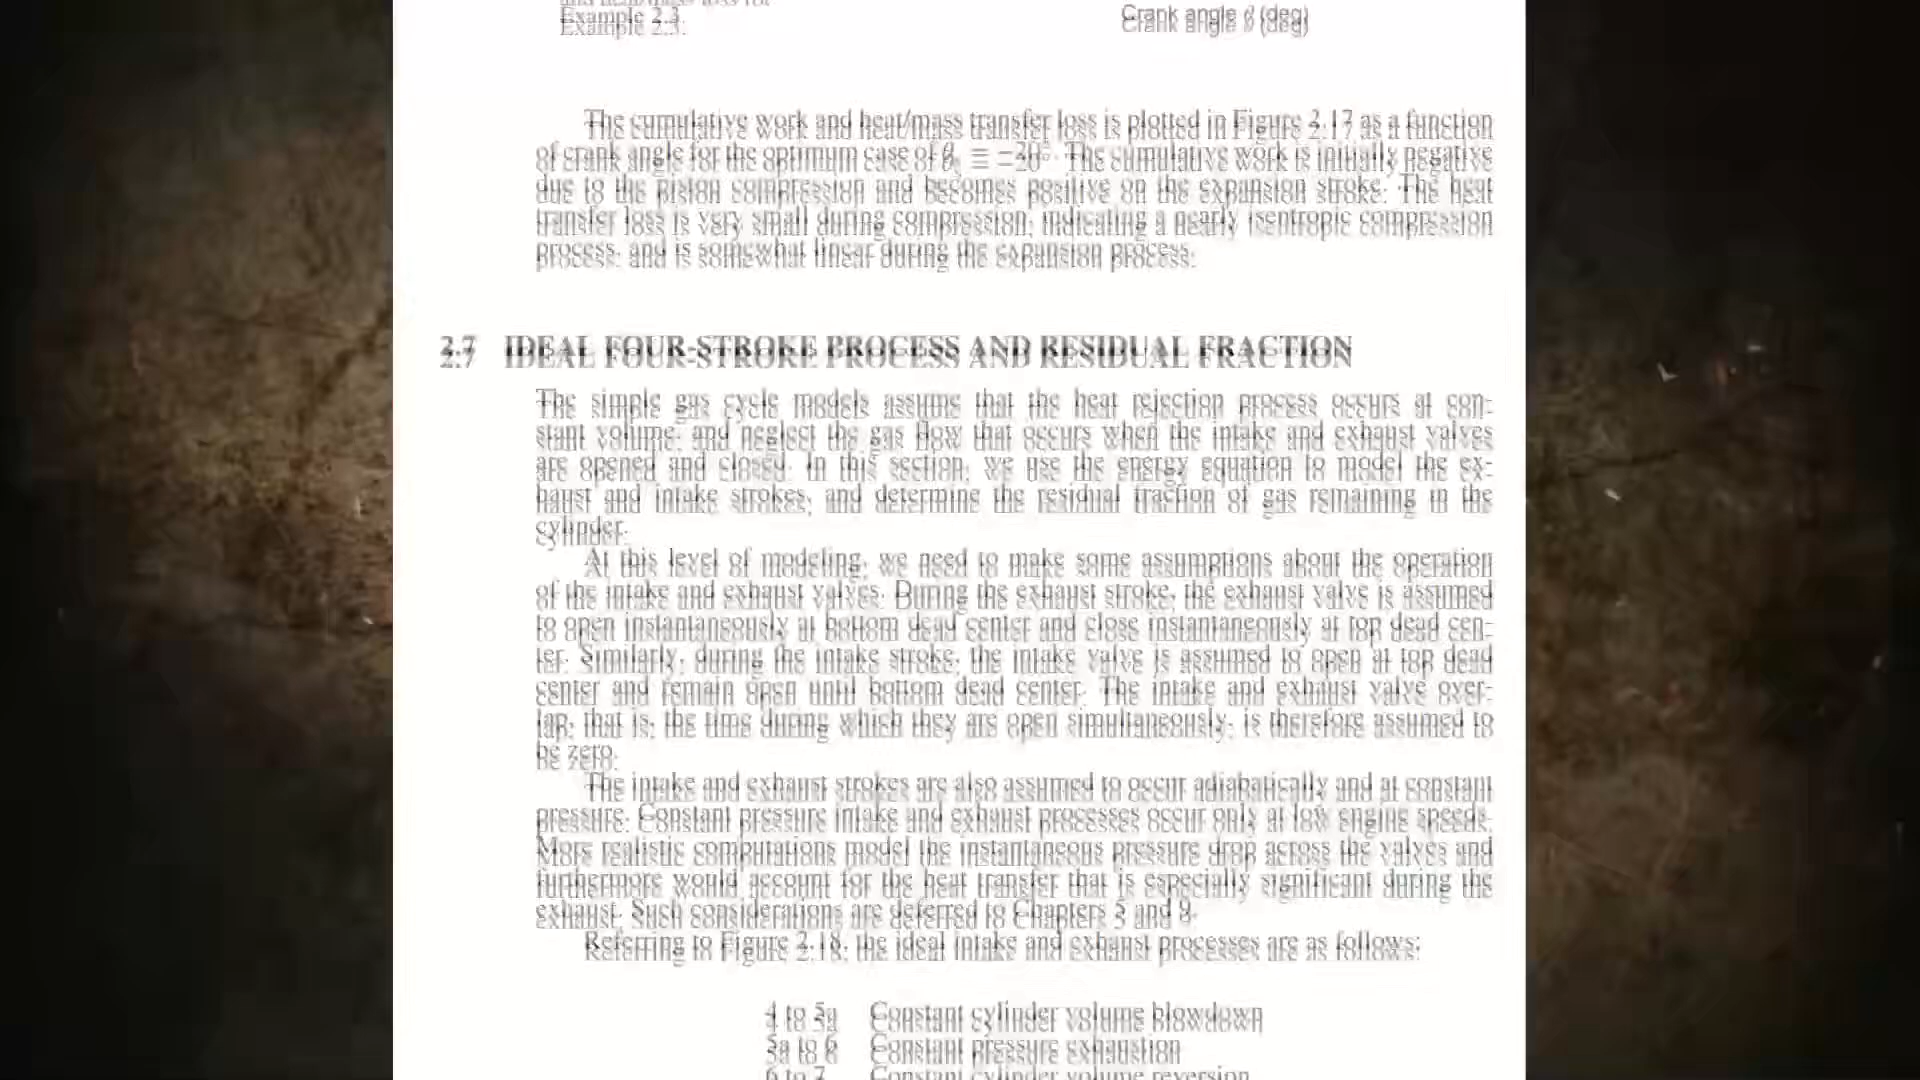 and heat/mass loss for
Example 2.3.
Crank angle θ (deg)
The cumulative work and heat/mass transfer loss is plotted in Figure 2.17 as a function
of crank angle for the optimum case of θ = −20°. The cumulative work is initially negative
due to the piston compression and becomes positive on the expansion stroke. The heat
transfer loss is very small during compression, indicating a nearly isentropic compression
process, and is somewhat linear during the expansion process.
2.7 IDEAL FOUR-STROKE PROCESS AND RESIDUAL FRACTION
The simple gas cycle models assume that the heat rejection process occurs at con-
stant volume, and neglect the gas flow that occurs when the intake and exhaust valves
are opened and closed. In this section, we use the energy equation to model the ex-
haust and intake strokes, and determine the residual fraction of gas remaining in the
cylinder.
At this level of modeling, we need to make some assumptions about the operation
of the intake and exhaust valves. During the exhaust stroke, the exhaust valve is assumed
to open instantaneously at bottom dead center and close instantaneously at top dead cen-
ter. Similarly, during the intake stroke, the intake valve is assumed to open at top dead
center and remain open until bottom dead center. The intake and exhaust valve over-
lap, that is, the time during which they are open simultaneously, is therefore assumed to
be zero.
The intake and exhaust strokes are also assumed to occur adiabatically and at constant
pressure. Constant pressure intake and exhaust processes occur only at low engine speeds.
More realistic computations model the instantaneous pressure drop across the valves and
furthermore would account for the heat transfer that is especially significant during the
exhaust. Such considerations are deferred to Chapters 5 and 9.
Referring to Figure 2.18, the ideal intake and exhaust processes are as follows:
4 to 5a Constant cylinder volume blowdown
5a to 6 Constant pressure exhaustion
6 to 7 Constant cylinder volume reversion